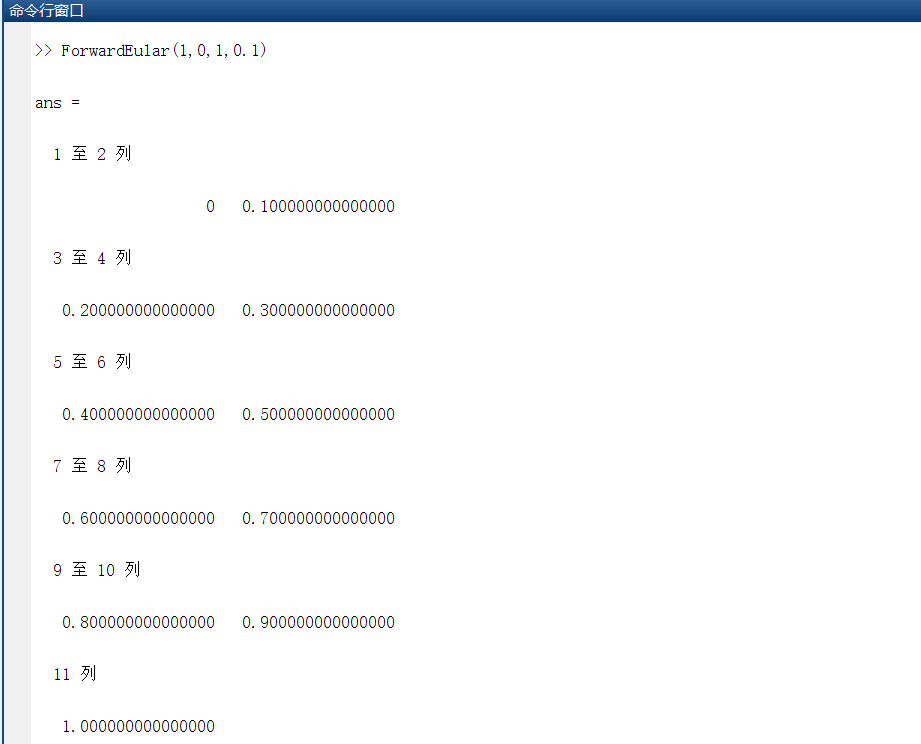 命令行窗口
>> ForwardEular(1,0,1,0.1)
ans =
1 至 2 列
0 0.100000000000000
3 至 4 列
0.200000000000000 0.300000000000000
5 至 6 列
0.400000000000000 0.500000000000000
7 至 8 列
0.600000000000000 0.700000000000000
9 至 10 列
0.800000000000000 0.900000000000000
11 列
1.000000000000000